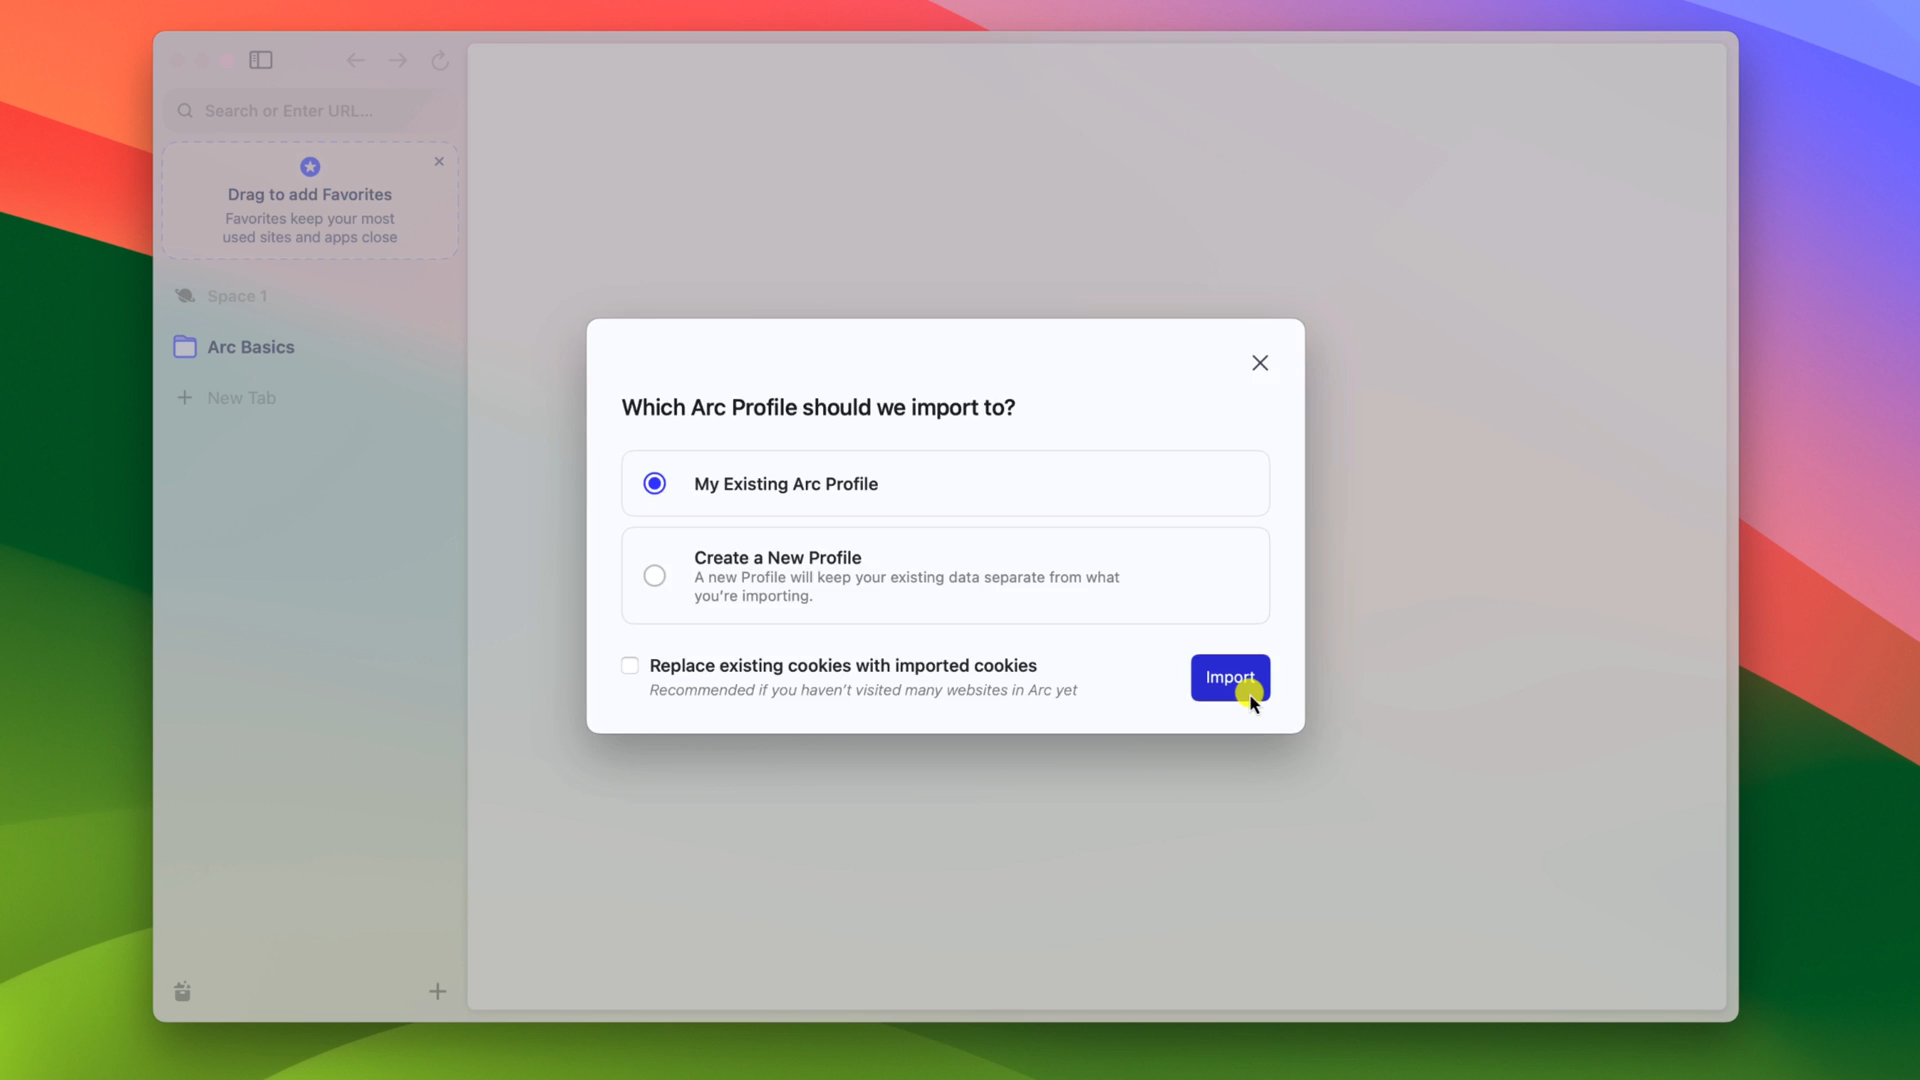 Search or Enter URL...
Drag to add Favorites
Favorites keep your most
used sites and apps close
Space 1
Arc Basics
New Tab
Which Arc Profile should we import to?
My Existing Arc Profile
Create a New Profile
A new Profile will keep your existing data separate from what
you're importing.
Replace existing cookies with imported cookies
Recommended if you haven't visited many websites in Arc yet
Import